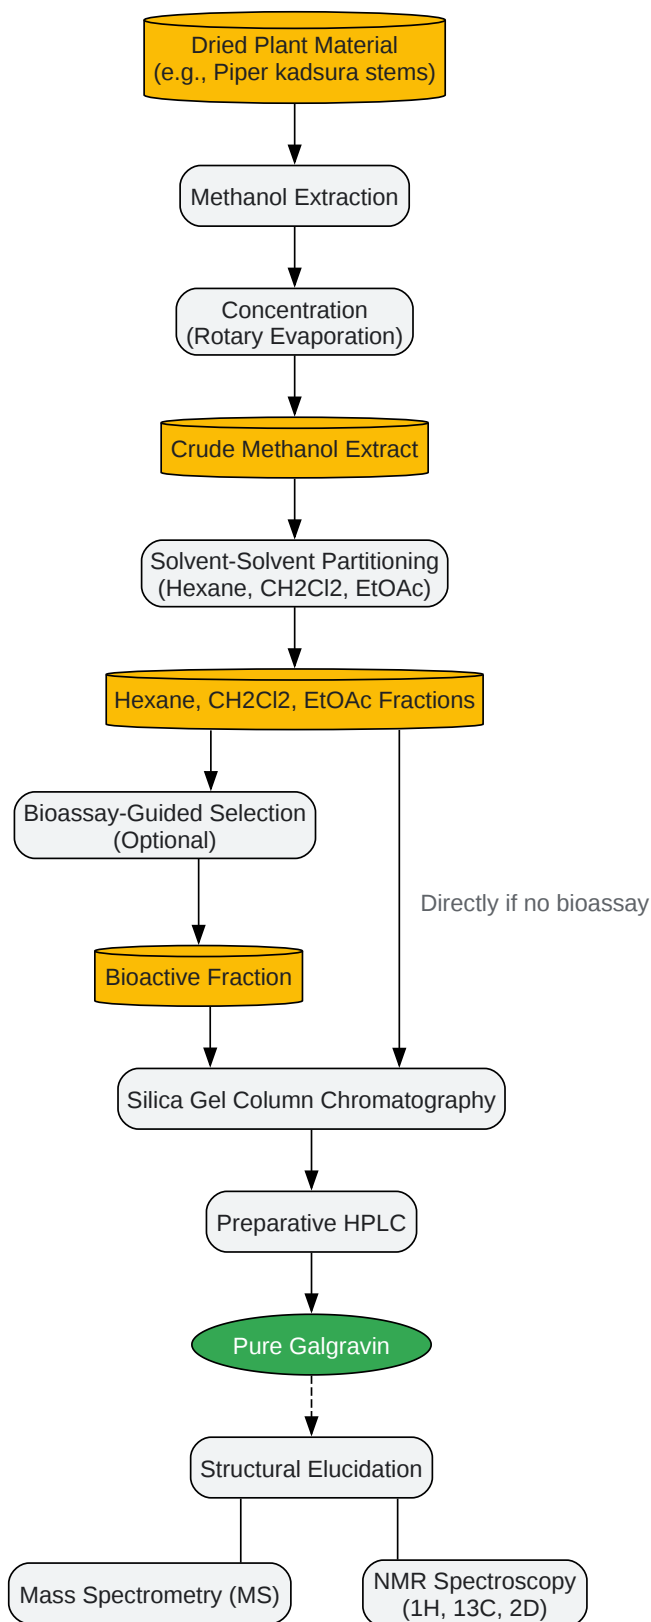 Dried Plant Material
(e.g., Piper kadsura stems)
Methanol Extraction
Concentration
(Rotary Evaporation)
Crude Methanol Extract
Solvent-Solvent Partitioning
(Hexane, CH2Cl2, EtOAc)
Hexane, CH2Cl2, EtOAc Fractions
Bioassay-Guided Selection
(Optional)
Directly if no bioassay
Bioactive Fraction
Silica Gel Column Chromatography
Preparative HPLC
Pure Galgravin
Structural Elucidation
Mass Spectrometry (MS)
NMR Spectroscopy
(1H, 13C, 2D)